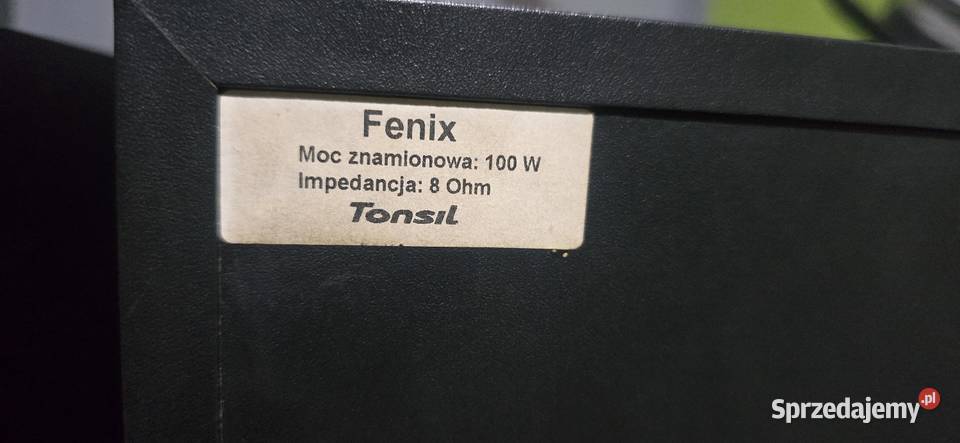 Fenix
Moc znamionowa: 100 W
Impedancja: 8 Ohm
Tonsil
Sprzedajemy.pl